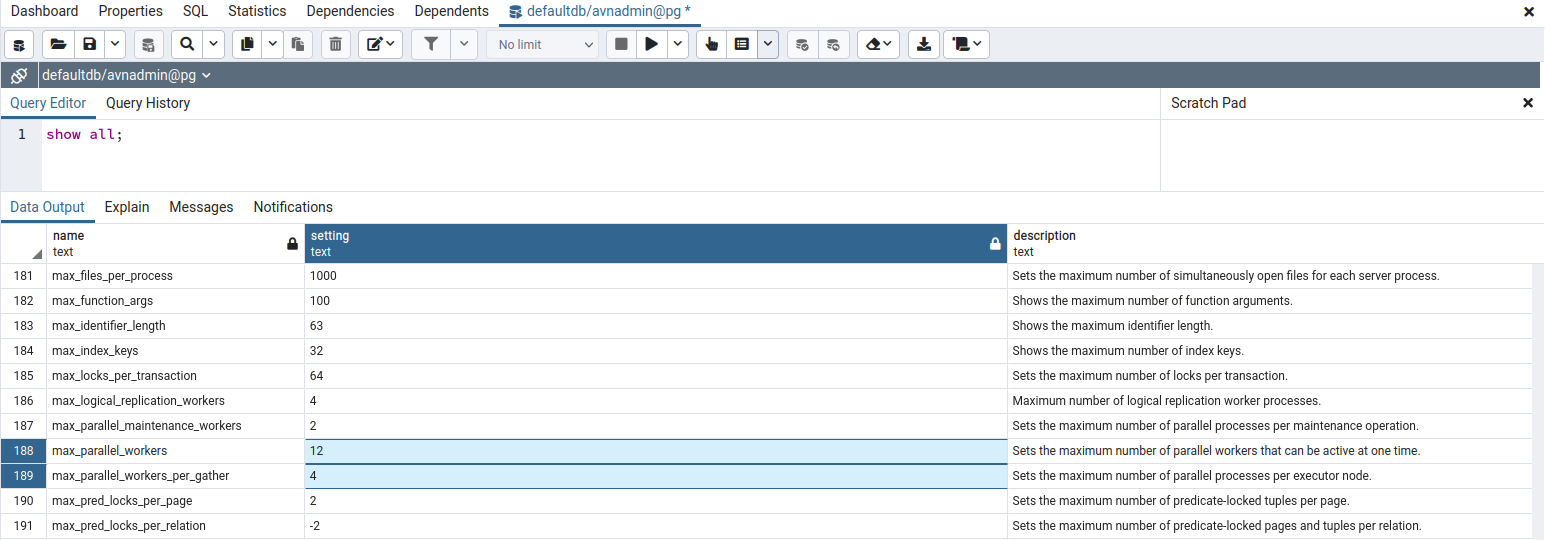 Dashboard Properties SQL Statistics Dependencies Dependents defaultdb/avnadmin@pg *
No limit
defaultdb/avnadmin@pg
Query Editor Query History Scratch Pad
1 show all;
Data Output Explain Messages Notifications
name setting description
text text text
181 max_files_per_process 1000 Sets the maximum number of simultaneously open files for each server process.
182 max_function_args 100 Shows the maximum number of function arguments.
183 max_identifier_length 63 Shows the maximum identifier length.
184 max_index_keys 32 Shows the maximum number of index keys.
185 max_locks_per_transaction 64 Sets the maximum number of locks per transaction.
186 max_logical_replication_workers 4 Maximum number of logical replication worker processes.
187 max_parallel_maintenance_workers 2 Sets the maximum number of parallel processes per maintenance operation.
188 max_parallel_workers 12 Sets the maximum number of parallel workers that can be active at one time.
189 max_parallel_workers_per_gather 4 Sets the maximum number of parallel processes per executor node.
190 max_pred_locks_per_page 2 Sets the maximum number of predicate-locked tuples per page.
191 max_pred_locks_per_relation -2 Sets the maximum number of predicate-locked pages and tuples per relation.